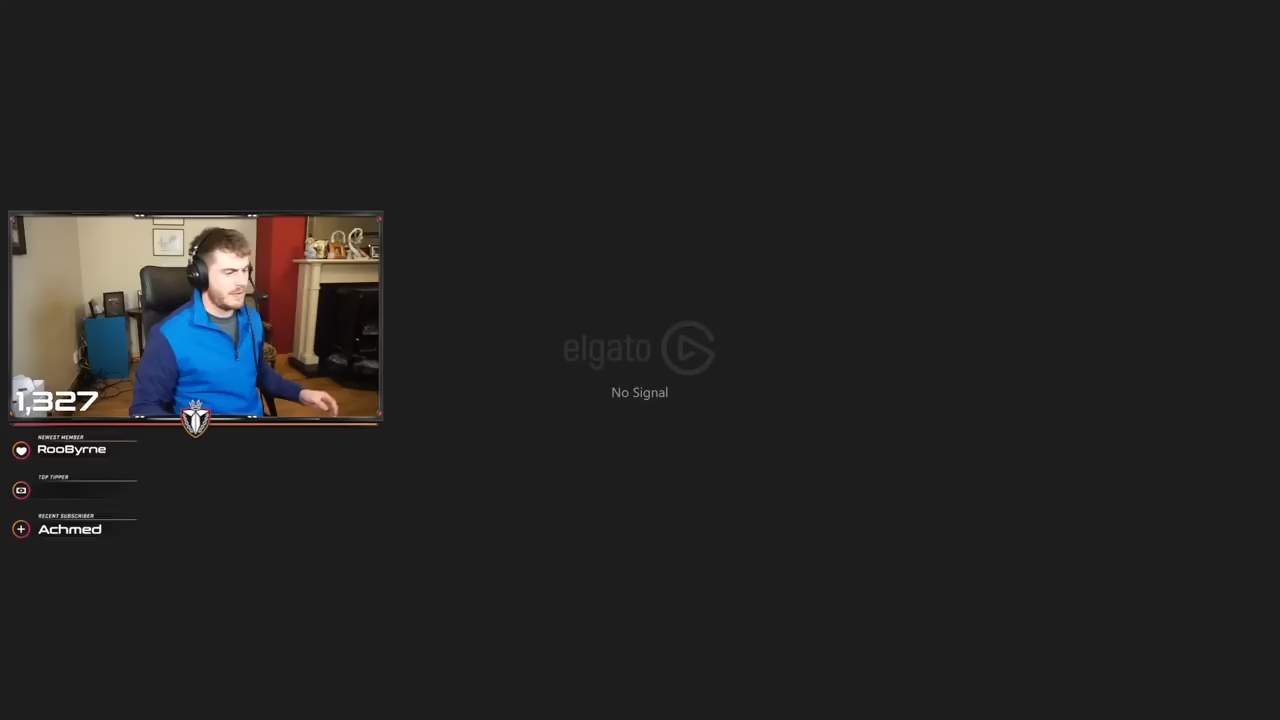 elgato
No Signal
1,327
NEWEST MEMBER
RooByrne
TOP TIPPER
RECENT SUBSCRIBER
Achmed